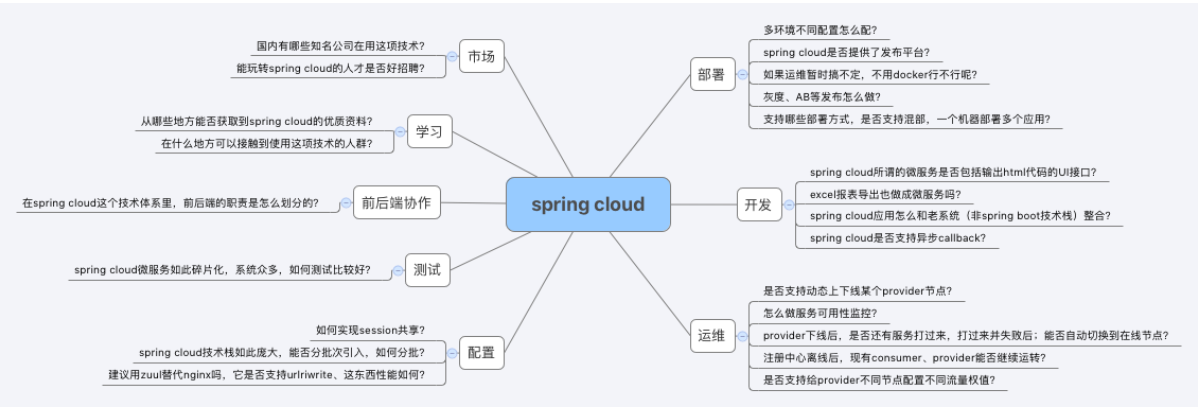 spring cloud
市场
国内有哪些知名公司在用这项技术？
能玩转spring cloud的人才是否好招聘？
学习
从哪些地方能否获取到spring cloud的优质资料？
在什么地方可以接触到使用这项技术的人群？
前后端协作
在spring cloud这个技术体系里，前后端的职责是怎么划分的？
测试
spring cloud微服务如此碎片化，系统众多，如何测试比较好？
配置
如何实现session共享？
spring cloud技术栈如此庞大，能否分批次引入，如何分批？
建议用zuul替代nginx吗，它是否支持urlriwrite、这东西性能如何？
部署
多环境不同配置怎么配？
spring cloud是否提供了发布平台？
如果运维暂时搞不定，不用docker行不行呢？
灰度、AB等发布怎么做？
支持哪些部署方式，是否支持混部，一个机器部署多个应用？
开发
spring cloud所谓的微服务是否包括输出html代码的UI接口？
excel报表导出也做成微服务吗？
spring cloud应用怎么和老系统（非spring boot技术栈）整合？
spring cloud是否支持异步callback？
运维
是否支持动态上下线某个provider节点？
怎么做服务可用性监控？
provider下线后，是否还有服务打过来，打过来并失败后；能否自动切换到在线节点？
注册中心离线后，现有consumer、provider能否继续运转？
是否支持给provider不同节点配置不同流量权值？